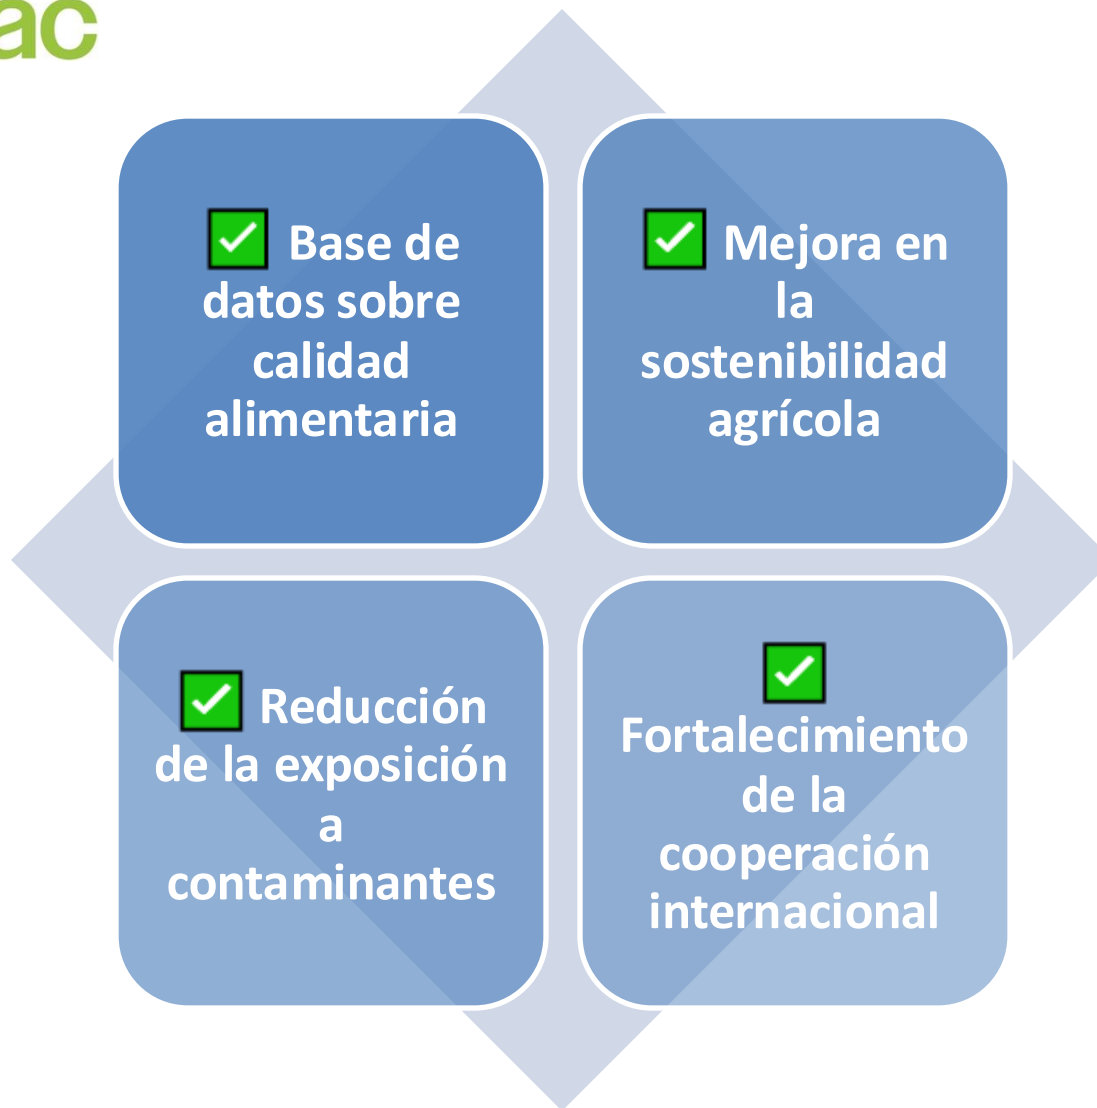 ac
✅ Base de
datos sobre
calidad
alimentaria
✅ Mejora en
la
sostenibilidad
agrícola
✅ Reducción
de la exposición
a
contaminantes
✅
Fortalecimiento
de la
cooperación
internacional